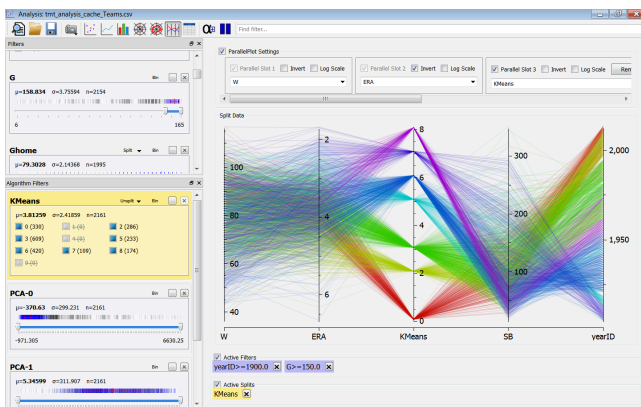 Analysis: tmt_analysis_cache_Teams.csv
Find filter...
Filters
G
Bin
μ=158.834 σ=3.75594 n=2154
6 165
Ghome
Split Bin
μ=79.3028 σ=2.14368 n=1995
Algorithm Filters
KMeans
Unsplit Bin
μ=3.81259 σ=2.41859 n=2161
0 (330) 1 (0) 2 (286)
3 (609) 4 (0) 5 (233)
6 (420) 7 (109) 8 (174)
9 (0)
PCA-0
Bin
μ=-370.63 σ=299.231 n=2161
-971.305 6630.25
PCA-1
Bin
μ=5.34599 σ=311.907 n=2161
ParallelPlot Settings
Parallel Slot 1 Invert Log Scale
W
Parallel Slot 2 Invert Log Scale
ERA
Parallel Slot 3 Invert Log Scale Ren
KMeans
Split Data
100
80
60
40
2
4
6
8
6
4
2
0
300
200
100
2,000
1,950
W ERA KMeans SB yearID
Active Filters
yearID>=1900.0 G>=150.0
Active Splits
KMeans